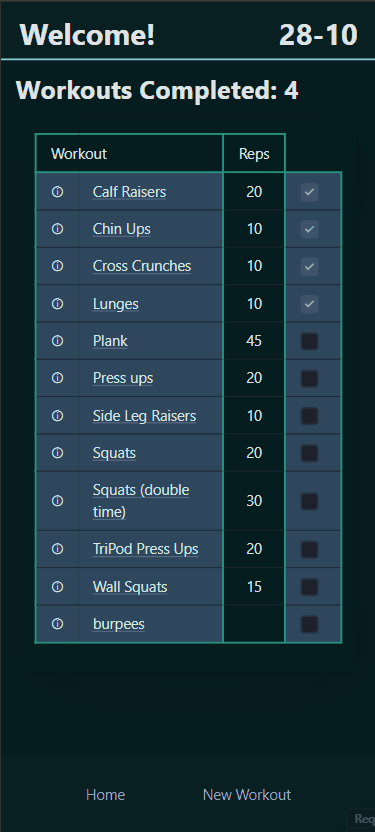 Welcome! 28-10
Workouts Completed: 4
Workout Reps
Calf Raisers 20
Chin Ups 10
Cross Crunches 10
Lunges 10
Plank 45
Press ups 20
Side Leg Raisers 10
Squats 20
Squats (double
time) 30
TriPod Press Ups 20
Wall Squats 15
burpees
Home New Workout
Req